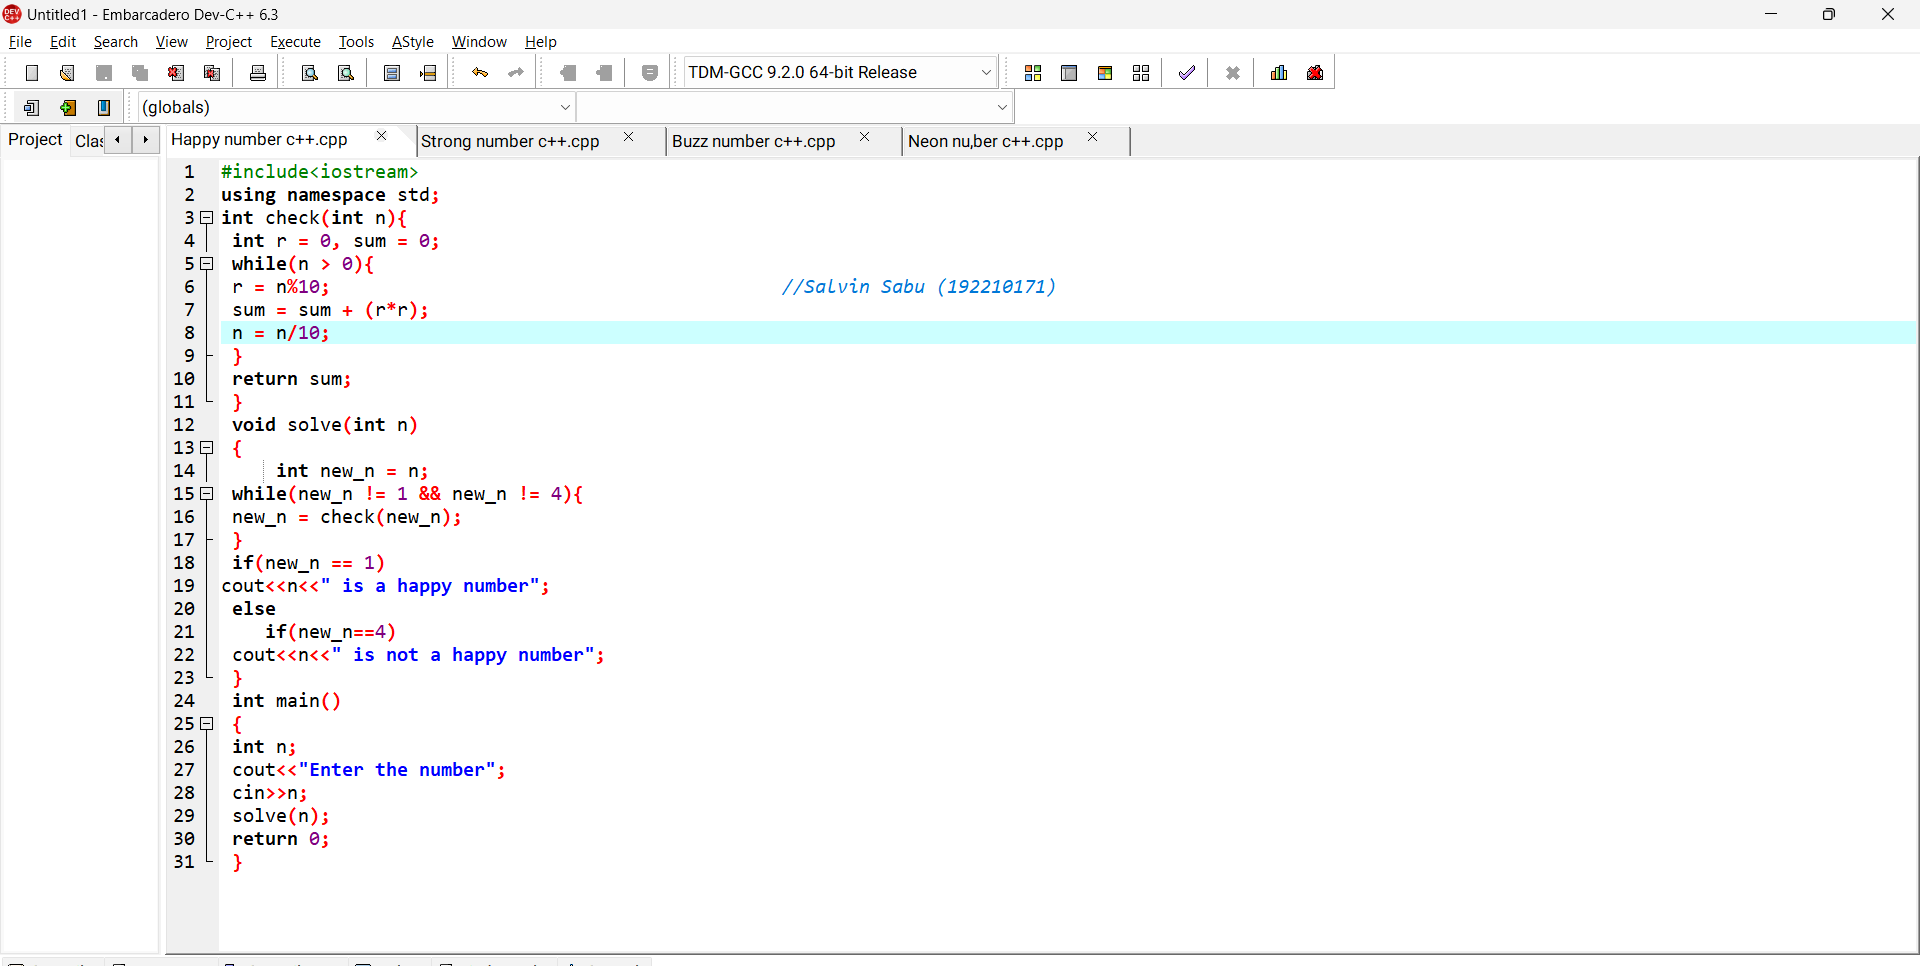 Untitled1 - Embarcadero Dev-C++ 6.3
File Edit Search View Project Execute Tools AStyle Window Help
TDM-GCC 9.2.0 64-bit Release
(globals)
Project Clas Happy number c++.cpp Strong number c++.cpp Buzz number c++.cpp Neon nu,ber c++.cpp
1 #include<iostream>
2 using namespace std;
3 int check(int n){
4 int r = 0, sum = 0;
5 while(n > 0){
6 r = n%10; //Salvin Sabu (192210171)
7 sum = sum + (r*r);
8 n = n/10;
9 }
10 return sum;
11 }
12 void solve(int n)
13 {
14 int new_n = n;
15 while(new_n != 1 && new_n != 4){
16 new_n = check(new_n);
17 }
18 if(new_n == 1)
19 cout<<n<<" is a happy number";
20 else
21 if(new_n==4)
22 cout<<n<<" is not a happy number";
23 }
24 int main()
25 {
26 int n;
27 cout<<"Enter the number";
28 cin>>n;
29 solve(n);
30 return 0;
31 }